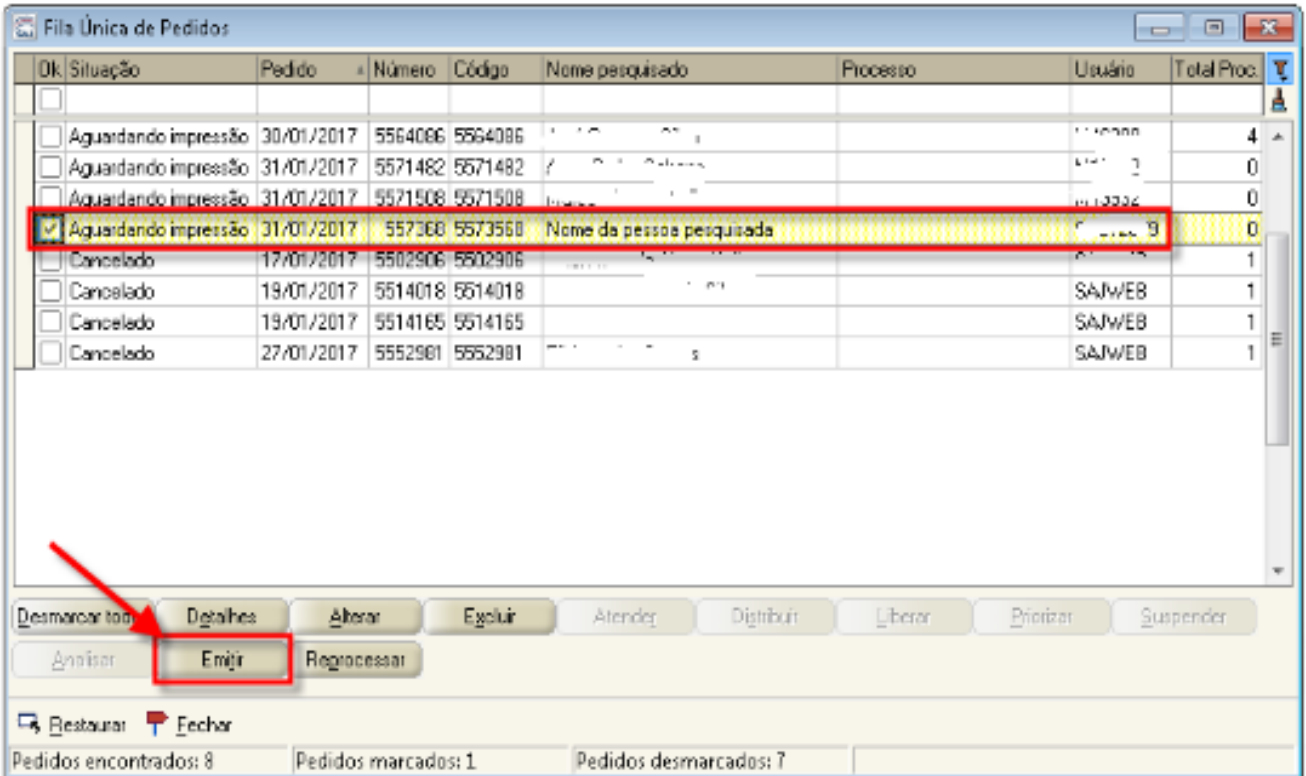 Fila Única de Pedidos
Ok Situação Pedido Número Código Nome pesquisado Processo Usuário Total Proc.
Aguardando impressão 30/01/2017 5564086 5564086 4
Aguardando impressão 31/01/2017 5571482 5571482 0
Aguardando impressão 31/01/2017 5571508 5571508 0
Aguardando impressão 31/01/2017 557368 5573568 Nome da pessoa pesquisada 9 0
Cancelado 17/01/2017 5502906 5502906 1
Cancelado 19/01/2017 5514018 5514018 SAJWEB 1
Cancelado 19/01/2017 5514165 5514165 SAJWEB 1
Cancelado 27/01/2017 5552981 5552981 SAJWEB 1
Desmarcar Detalhes Alterar Excluir Atender Distribuir Liberar Priorizar Suspender
Analisar Emitir Reprocessar
Restaurar Fechar
Pedidos encontrados: 8 Pedidos marcados: 1 Pedidos desmarcados: 7